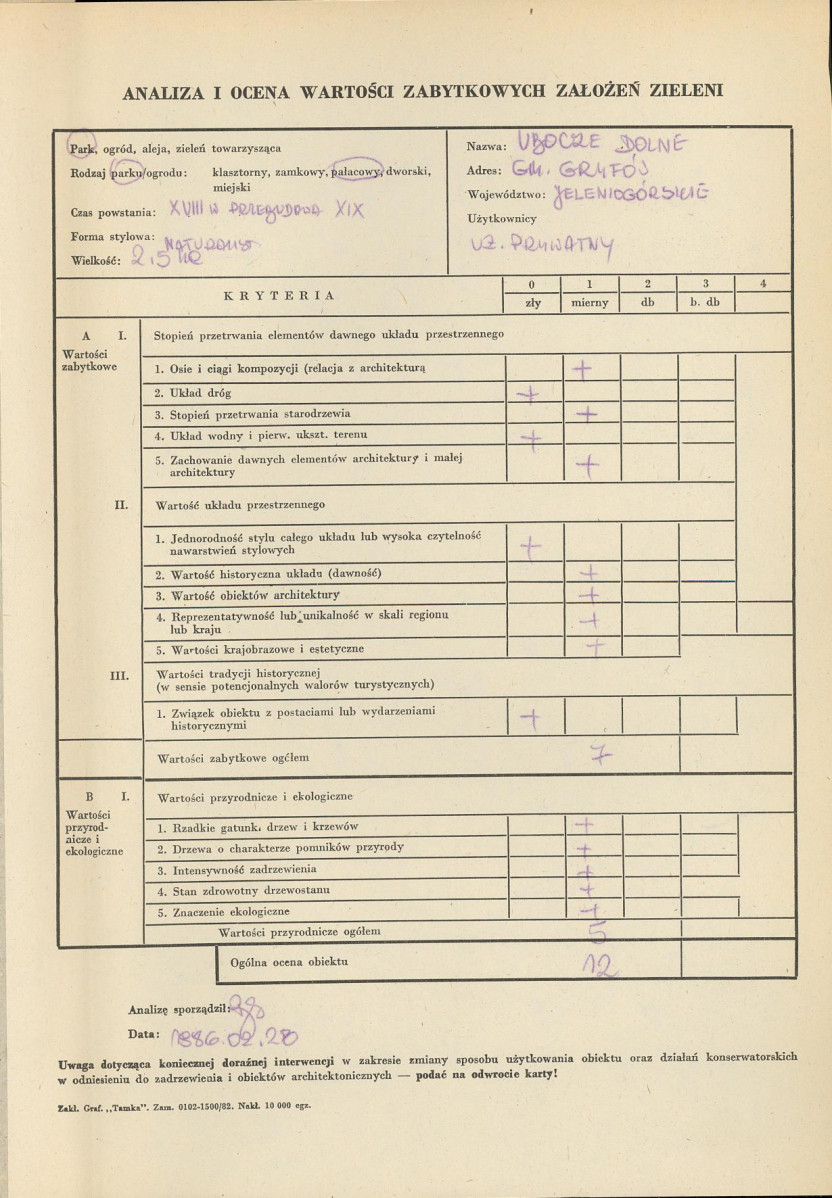 ANALIZA I OCENA WARTOŚCI ZABYTKOWYCH ZAŁOŻEŃ ZIELENI
Park, ogród, aleja, zieleń towarzysząca
Rodzaj parku/ogrodu: klasztorny, zamkowy, pałacowy, dworski,
miejski
Czas powstania: XVIII W PRZEBUDOWA XIX
Forma stylowa: NATURALIST
Wielkość: 2.5 HA
Nazwa: UBOCZE DOLNE
Adres: GM. GRYFÓW
Województwo: JELENIOGÓRSKIE
Użytkownicy
UŻ. PRYWATNY
KRYTERIA 0 1 2 3 4
zły mierny db b. db
A I. Stopień przetrwania elementów dawnego układu przestrzennego
Wartości
zabytkowe
1. Osie i ciągi kompozycji (relacja z architekturą +
2. Układ dróg +
3. Stopień przetrwania starodrzewia +
4. Układ wodny i pierw. ukszt. terenu +
5. Zachowanie dawnych elementów architektury i małej
architektury +
II. Wartość układu przestrzennego
1. Jednorodność stylu całego układu lub wysoka czytelność
nawarstwień stylowych +
2. Wartość historyczna układu (dawność) +
3. Wartość obiektów architektury +
4. Reprezentatywność lub unikalność w skali regionu
lub kraju +
5. Wartości krajobrazowe i estetyczne +
III. Wartości tradycji historycznej
(w sensie potencjonalnych walorów turystycznych)
1. Związek obiektu z postaciami lub wydarzeniami
historycznymi +
Wartości zabytkowe ogółem 7
B I. Wartości przyrodnicze i ekologiczne
Wartości
przyrod-
nicze i
ekologiczne
1. Rzadkie gatunki drzew i krzewów +
2. Drzewa o charakterze pomników przyrody +
3. Intensywność zadrzewienia +
4. Stan zdrowotny drzewostanu +
5. Znaczenie ekologiczne +
Wartości przyrodnicze ogółem 5
Ogólna ocena obiektu 12
Analizę sporządził:
Data: 1986.02.28
Uwaga dotycząca koniecznej doraźnej interwencji w zakresie zmiany sposobu użytkowania obiektu oraz działań konserwatorskich
w odniesieniu do zadrzewienia i obiektów architektonicznych — podać na odwrocie karty!
Zakł. Graf. „Tamka". Zam. 0102-1500/82. Nakł. 10 000 egz.